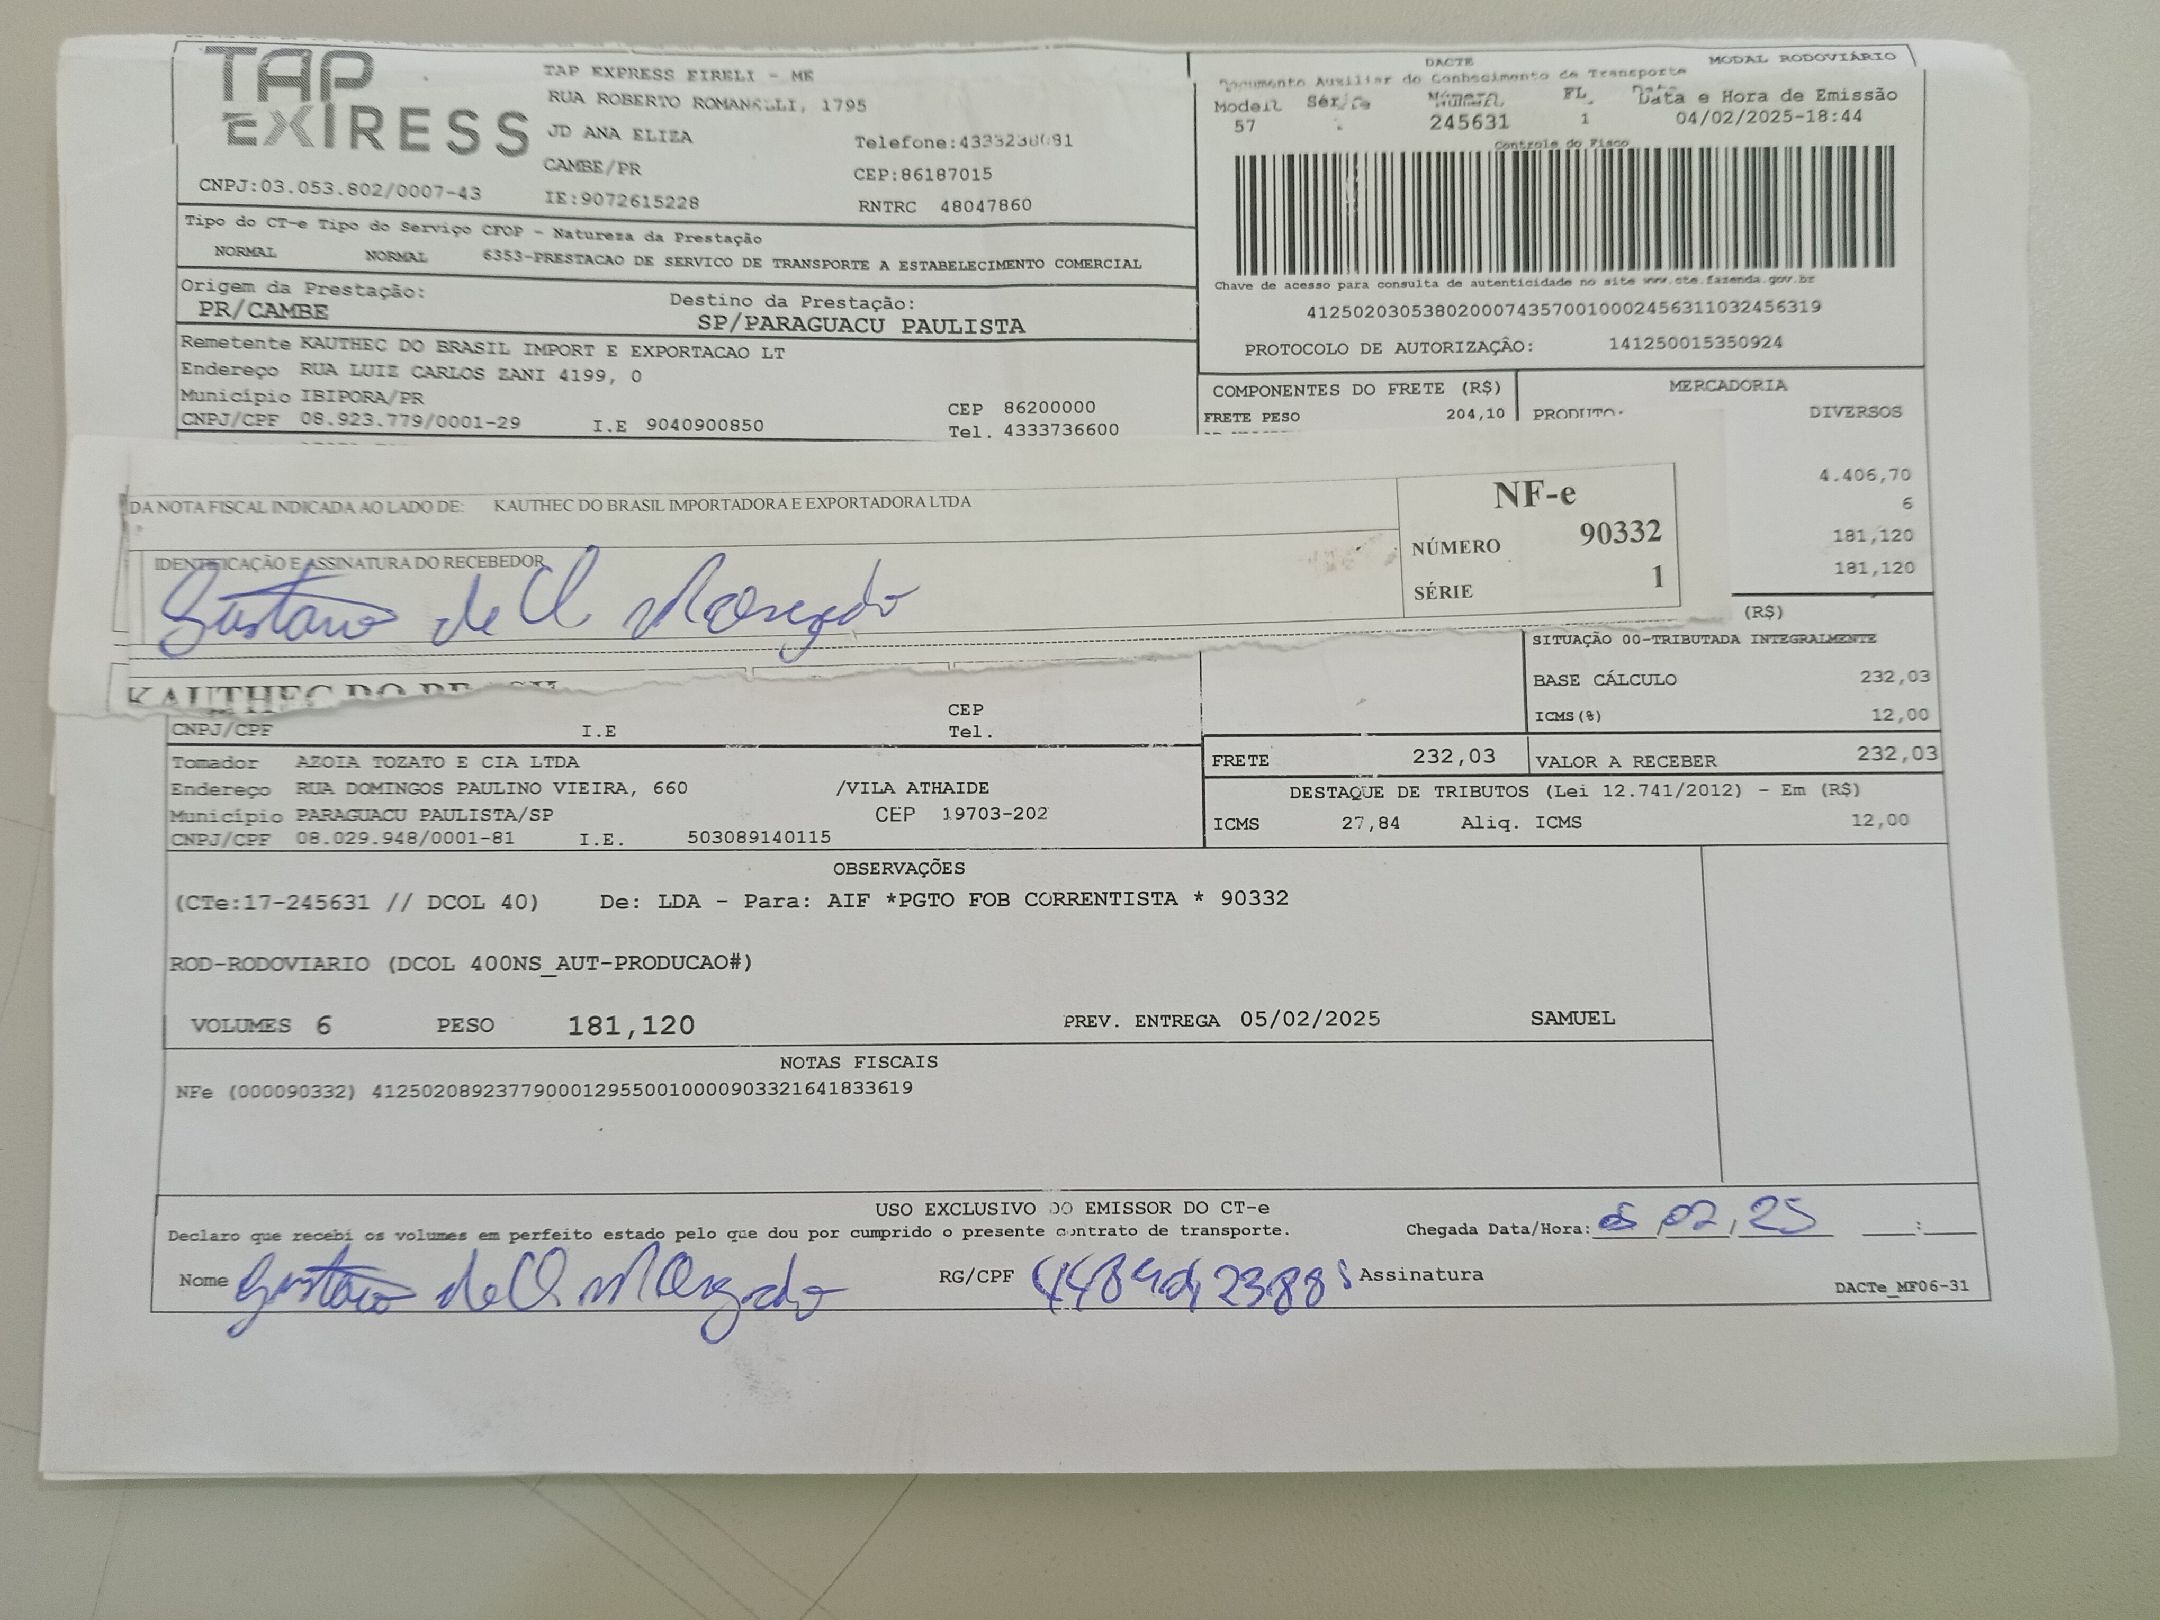 TAP
EXIRESS
TAP EXPRESS EIRELI - ME
RUA ROBERTO ROMANELLI, 1795
JD ANA ELIZA
CAMBE/PR
IE:9072615228
CNPJ:03.053.802/0007-43
CEP:86187015
RNTRC 48047860
DACTE
MODAL RODOVIÁRIO
Documento Auxiliar do Conhecimento de Transporte
Série Número FL Data e Hora de Emissão
57 245631 1 04/02/2025-18:44
Controle do Fisco
Chave de acesso para consulta de autenticidade no site www.cte.fazenda.gov.br
41250203053802000743570010002456311032456319
PROTOCOLO DE AUTORIZAÇÃO: 141250015350924
Tipo do CT-e Tipo do Serviço CFOP - Natureza da Prestação
NORMAL NORMAL 6353-PRESTACAO DE SERVICO DE TRANSPORTE A ESTABELECIMENTO COMERCIAL
Origem da Prestação: Destino da Prestação:
PR/CAMBE SP/PARAGUACU PAULISTA
Remetente KAUTHEC DO BRASIL IMPORT E EXPORTACAO LT
Endereço RUA LUIZ CARLOS ZANI 4199, 0
Município IBIPORA/PR CEP 86200000
CNPJ/CPF 08.923.779/0001-29 I.E 9040900850 Tel. 4333736600
COMPONENTES DO FRETE (R$) MERCADORIA
FRETE PESO 204,10 PRODUTO: DIVERSOS
4.406,70
6
181,120
181,120
DA NOTA FISCAL INDICADA AO LADO DE: KAUTHEC DO BRASIL IMPORTADORA E EXPORTADORA LTDA
NF-e
NÚMERO 90332
SÉRIE 1
IDENTIFICAÇÃO E ASSINATURA DO RECEBEDOR
Gustavo de
(R$)
SITUAÇÃO 00-TRIBUTADA INTEGRALMENTE
BASE CÁLCULO 232,03
ICMS(%) 12,00
KAUTHEC DO
CEP
CNPJ/CPF I.E Tel.
FRETE 232,03 VALOR A RECEBER 232,03
Tomador AZOIA TOZATO E CIA LTDA
Endereço RUA DOMINGOS PAULINO VIEIRA, 660 /VILA ATHAIDE
Município PARAGUACU PAULISTA/SP CEP 19703-202
CNPJ/CPF 08.029.948/0001-81 I.E. 503089140115
DESTAQUE DE TRIBUTOS (Lei 12.741/2012) - Em (R$)
ICMS 27,84 Aliq. ICMS 12,00
OBSERVAÇÕES
(CTe:17-245631 // DCOL 40) De: LDA - Para: AIF *PGTO FOB CORRENTISTA * 90332
ROD-RODOVIARIO (DCOL 400NS_AUT-PRODUCAO#)
VOLUMES 6 PESO 181,120 PREV. ENTREGA 05/02/2025 SAMUEL
NOTAS FISCAIS
NFe (000090332) 41250208923779000129550010000903321641833619
USO EXCLUSIVO DO EMISSOR DO CT-e
Declaro que recebi os volumes em perfeito estado pelo que dou por cumprido o presente contrato de transporte.
Chegada Data/Hora: 02, 25 :
Nome Gustavo de RG/CPF Assinatura
DACTe_MF06-31